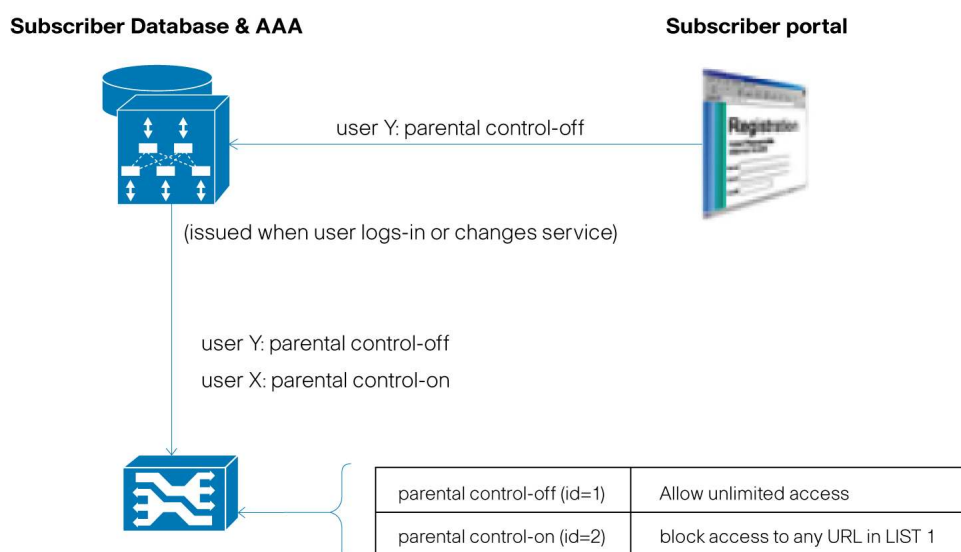 Subscriber Database & AAA
Subscriber portal
Registration
user Y: parental control-off
(issued when user logs-in or changes service)
user Y: parental control-off
user X: parental control-on
parental control-off (id=1) Allow unlimited access
parental control-on (id=2) block access to any URL in LIST 1